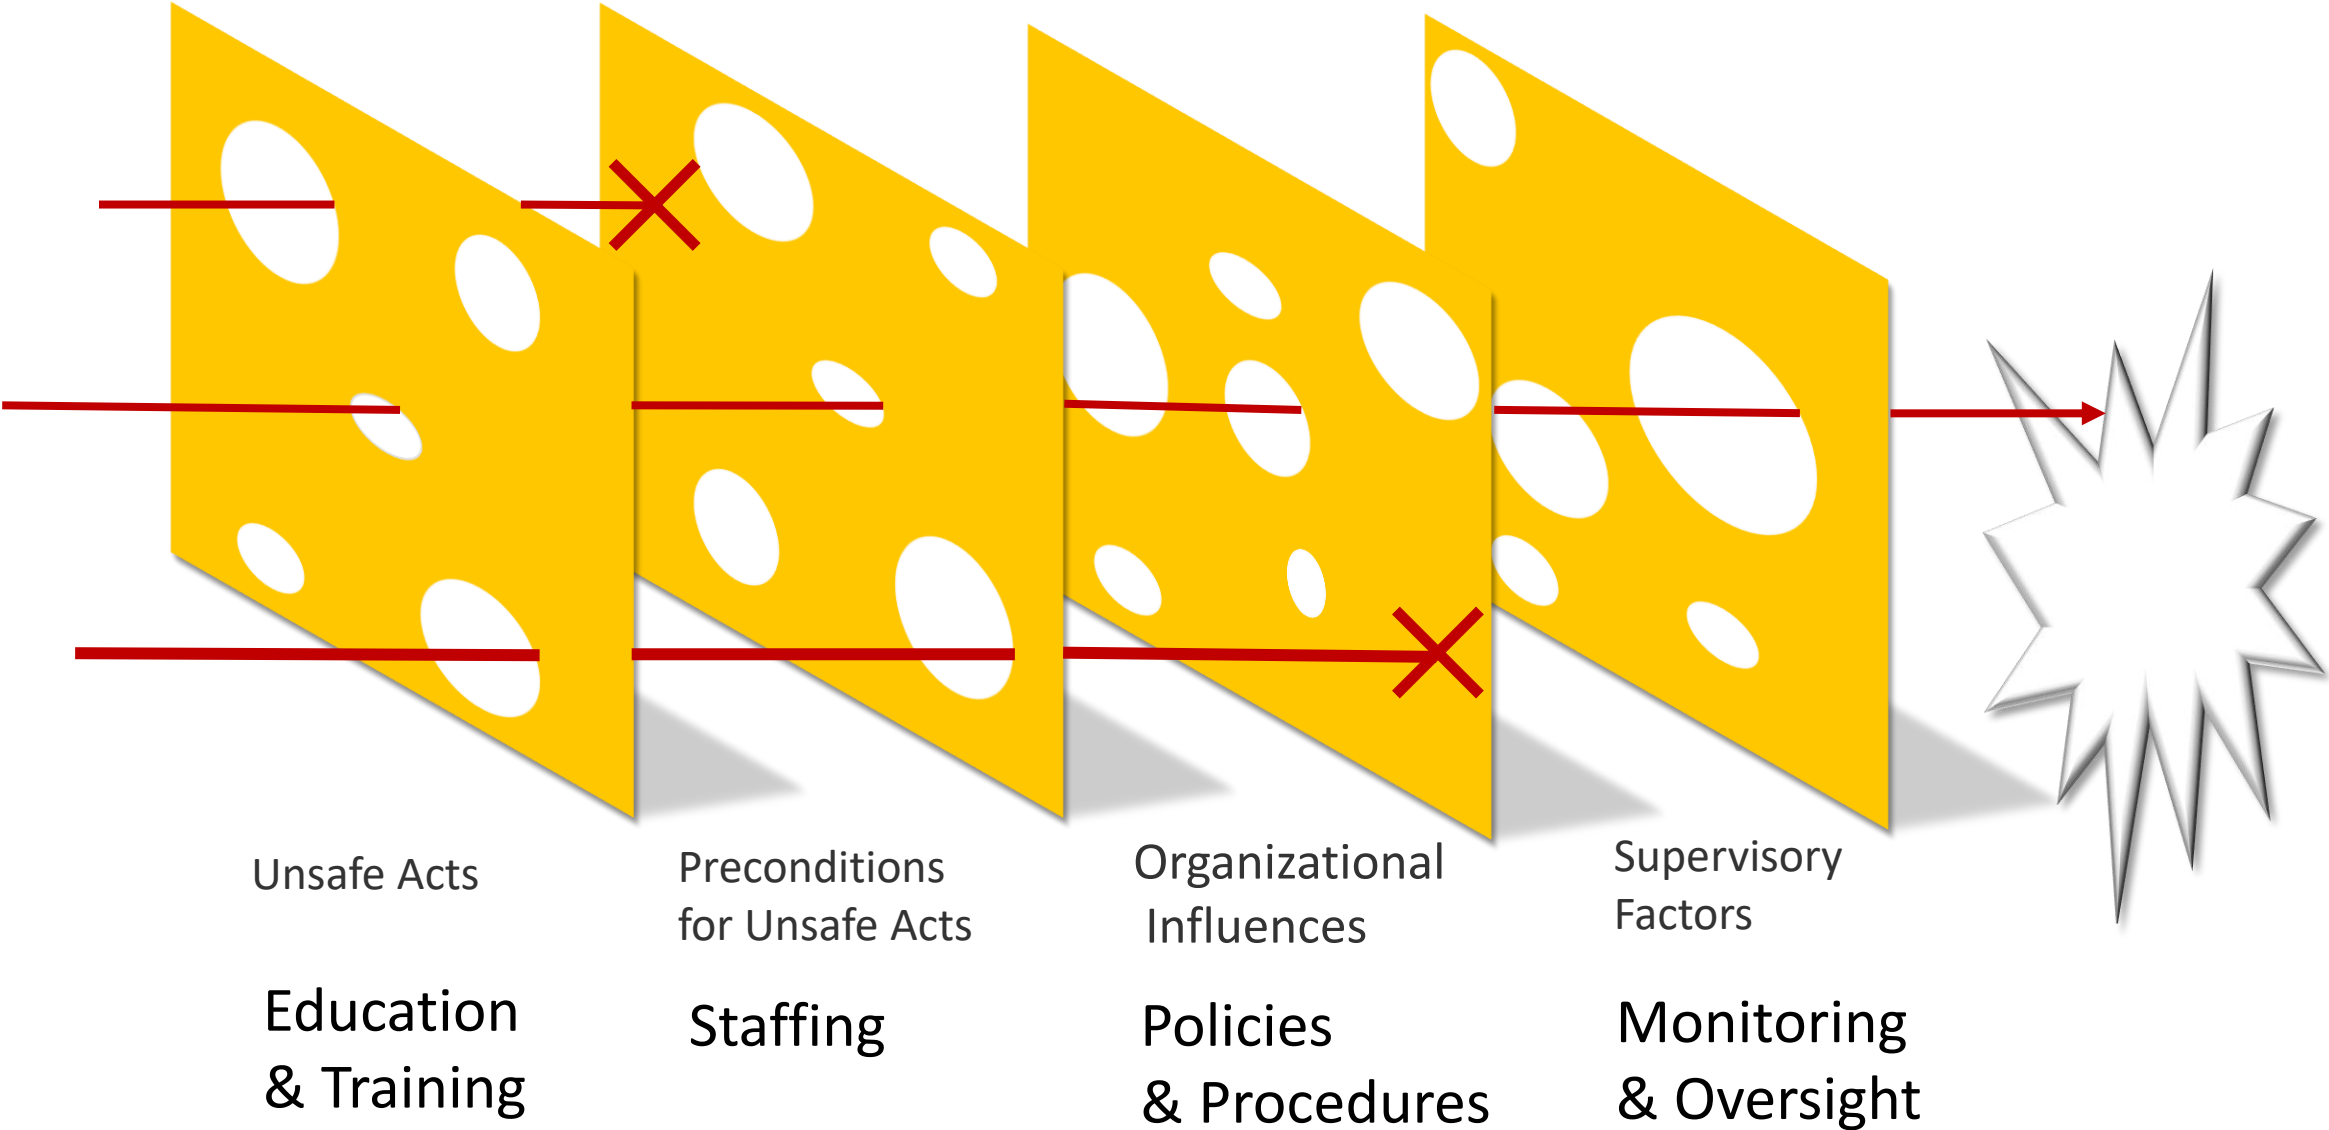 Unsafe Acts
Preconditions
for Unsafe Acts
Organizational
Influences
Supervisory
Factors
Education
& Training
Staffing
Policies
& Procedures
Monitoring
& Oversight